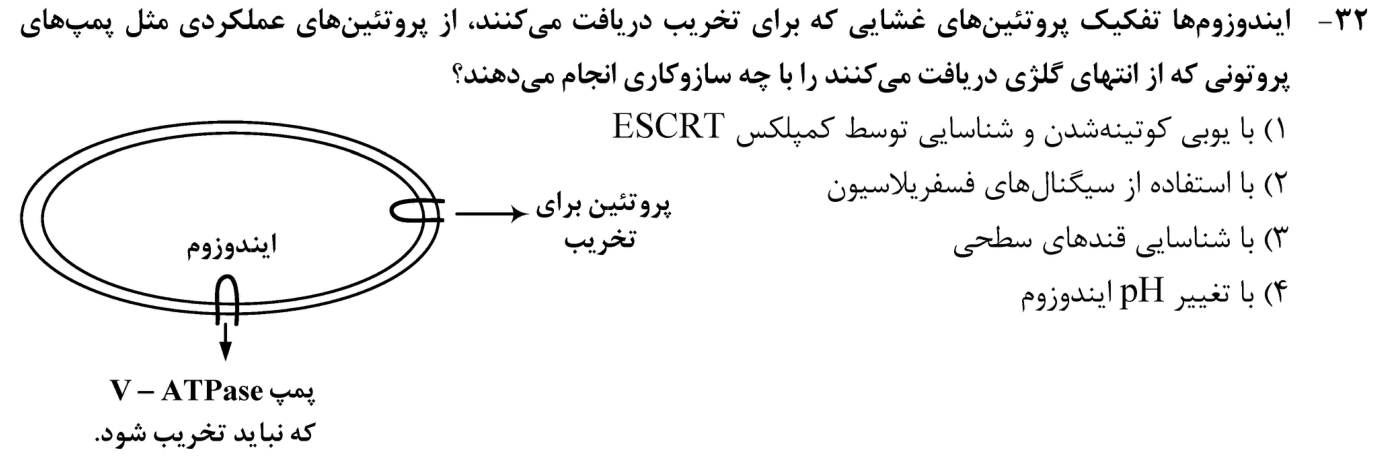 ۳۲- ایندوزوم‌ها تفکیک پروتئین‌های غشایی که برای تخریب دریافت می‌کنند، از پروتئین‌های عملکردی مثل پمپ‌های
پروتونی که از انتهای گلژی دریافت می‌کنند را با چه سازوکاری انجام می‌دهند؟
۱) با یوبی کوتینه‌شدن و شناسایی توسط کمپلکس ESCRT
۲) با استفاده از سیگنال‌های فسفریلاسیون
۳) با شناسایی قندهای سطحی
۴) با تغییر pH ایندوزوم
پروتئین برای
تخریب
ایندوزوم
پمپ V – ATPase
که نباید تخریب شود.